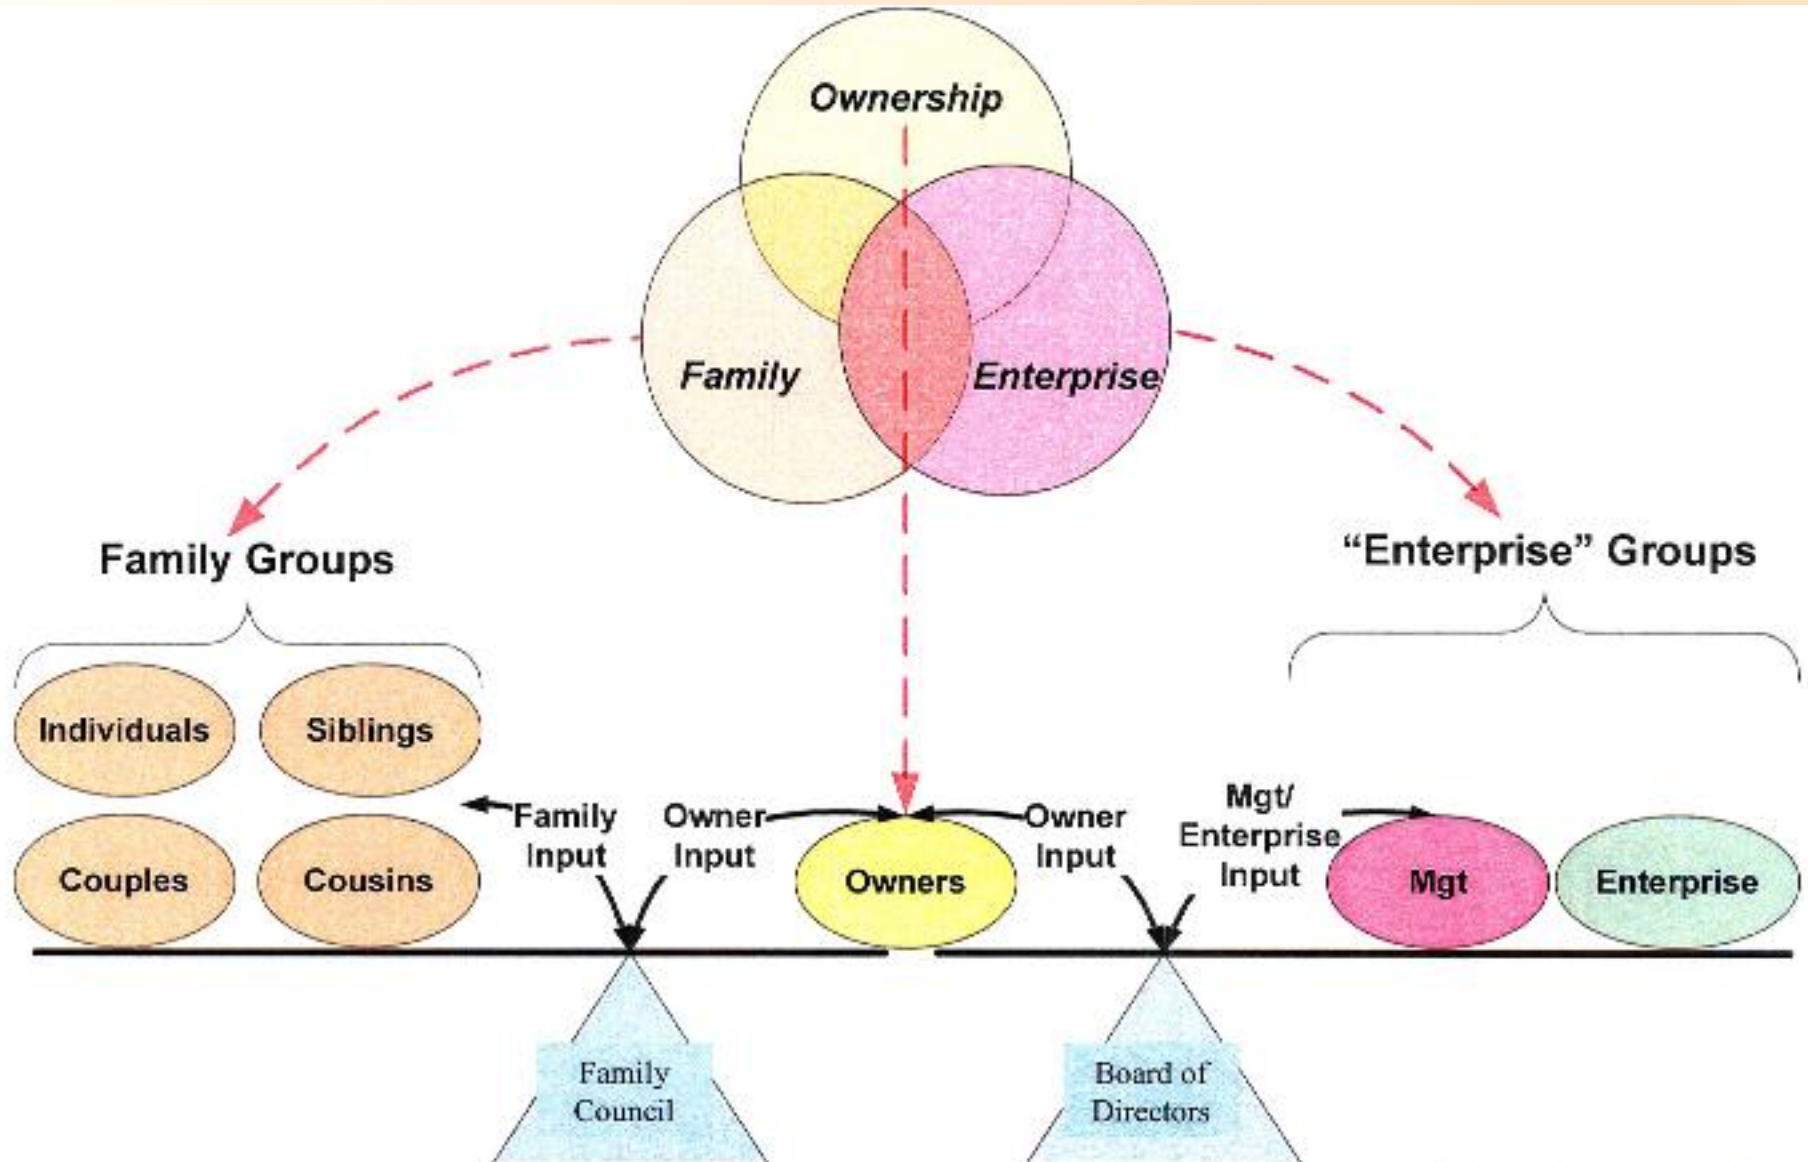 Ownership
Family
Enterprise
Family Groups
“Enterprise” Groups
Individuals
Siblings
Couples
Cousins
Family
Input
Owner
Input
Owners
Owner
Input
Mgt/
Enterprise
Input
Mgt
Enterprise
Family
Council
Board of
Directors